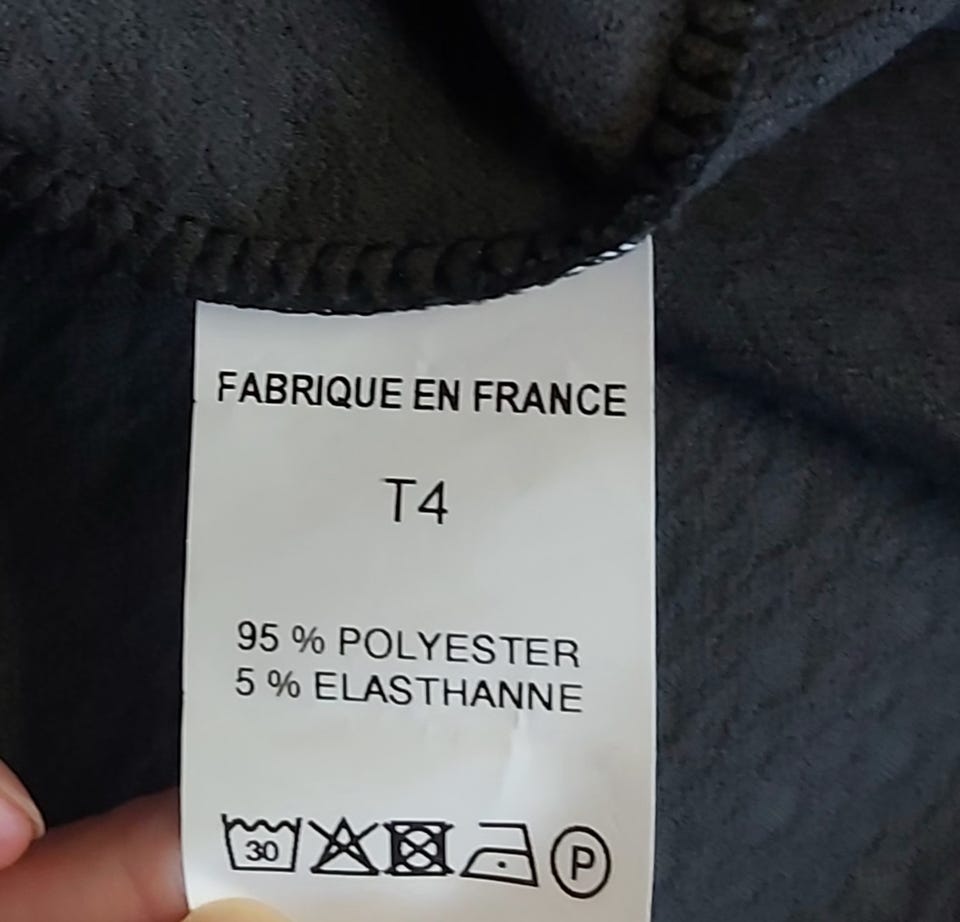 FABRIQUE EN FRANCE
T4
95 % POLYESTER
5 % ELASTHANNE
30 P